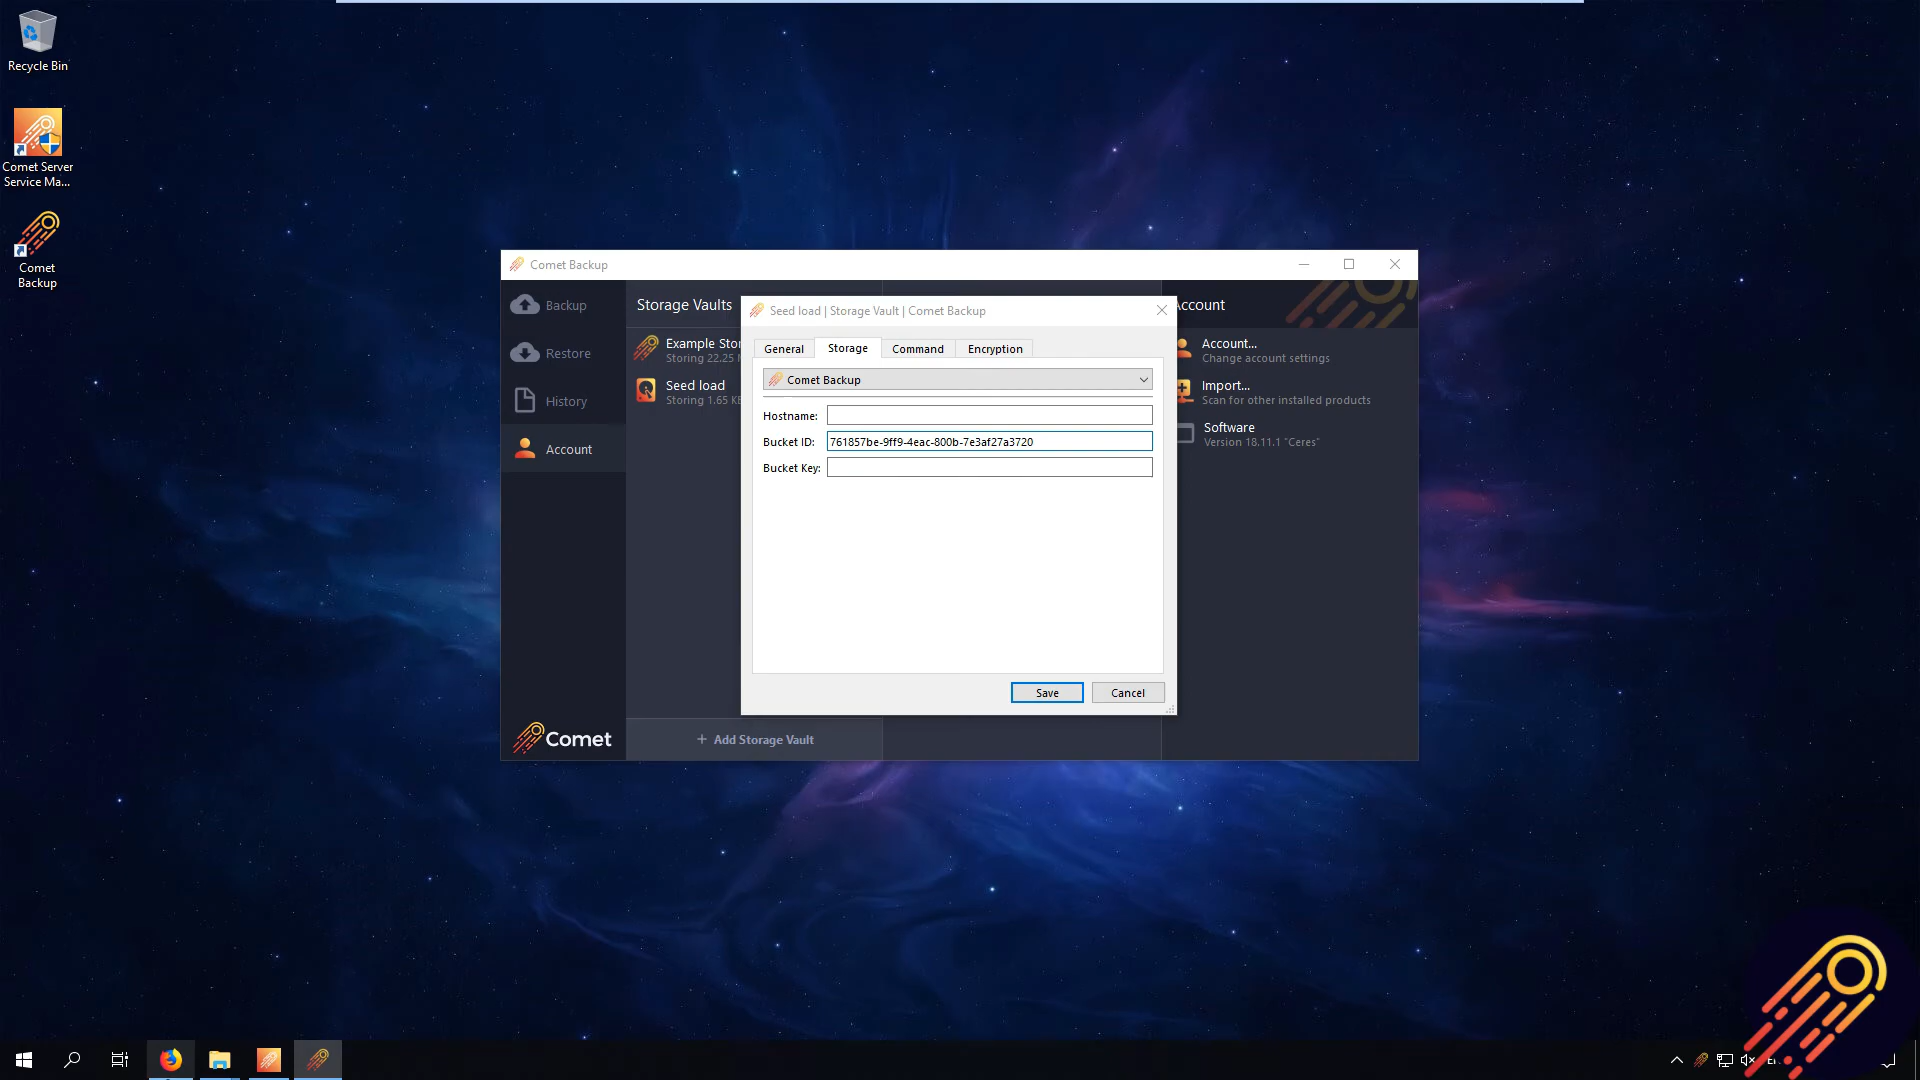 Recycle Bin
Comet Server
Service Ma...
Comet
Backup
Comet Backup
Backup
Restore
History
Account
Comet
Storage Vaults
Example Stor
Storing 22.25
Seed load
Storing 1.65 KB
+ Add Storage Vault
Seed load | Storage Vault | Comet Backup
General
Storage
Command
Encryption
Comet Backup
Hostname:
Bucket ID:
761857be-9ff9-4eac-800b-7e3af27a3720
Bucket Key:
Save
Cancel
Account
Account...
Change account settings
Import...
Scan for other installed products
Software
Version 18.11.1 "Ceres"